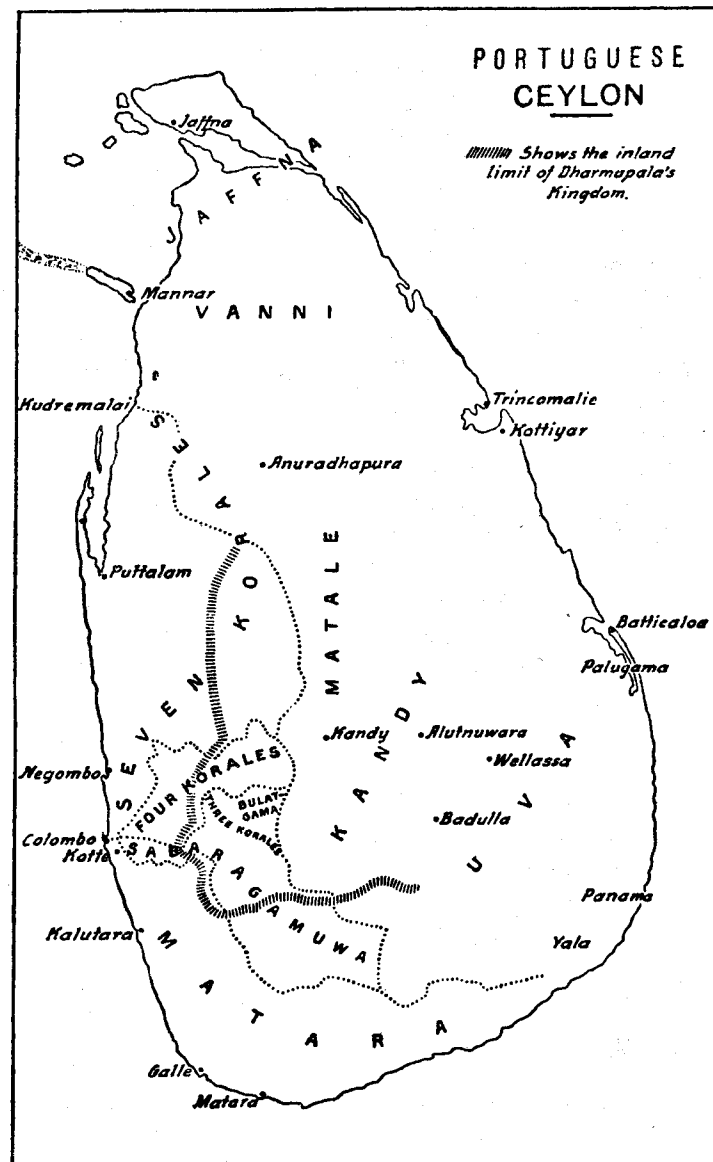 PORTUGUESE
CEYLON
Shows the inland
limit of Dharmapala's
Kingdom.
Jaffna
JAFFNA
Mannar
VANNI
Kudremalai
Trincomalie
Kottiyar
Anuradhapura
SEVEN KORALES
MATALE
Puttalam
Batticaloa
Palugama
Kandy
Alutnuwara
KANDY
Wellassa
UVA
Negombo
FOUR KORALES
BULAT-
GAMA
THREE KORALES
Badulla
Colombo
Kotte
SABARAGAMUWA
Panama
Kalutara
Yala
MATARA
Galle
Matara